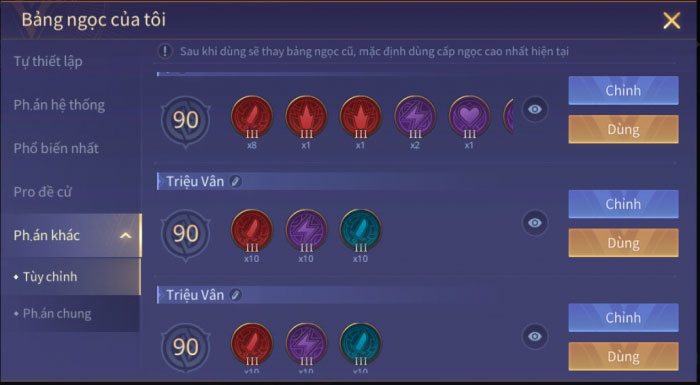 Bảng ngọc của tôi
Sau khi dùng sẽ thay bảng ngọc cũ, mặc định dùng cấp ngọc cao nhất hiện tại
Tự thiết lập
Ph.án hệ thống
Phổ biến nhất
Pro đề cử
Ph.án khác
Tùy chỉnh
Ph.án chung
90
III
x8
III
x1
III
x1
III
x2
III
x1
Chỉnh
Dùng
Triệu Vân
90
III
x10
III
x10
III
x10
Chỉnh
Dùng
Triệu Vân
90
III
x10
III
x10
III
x10
Chỉnh
Dùng